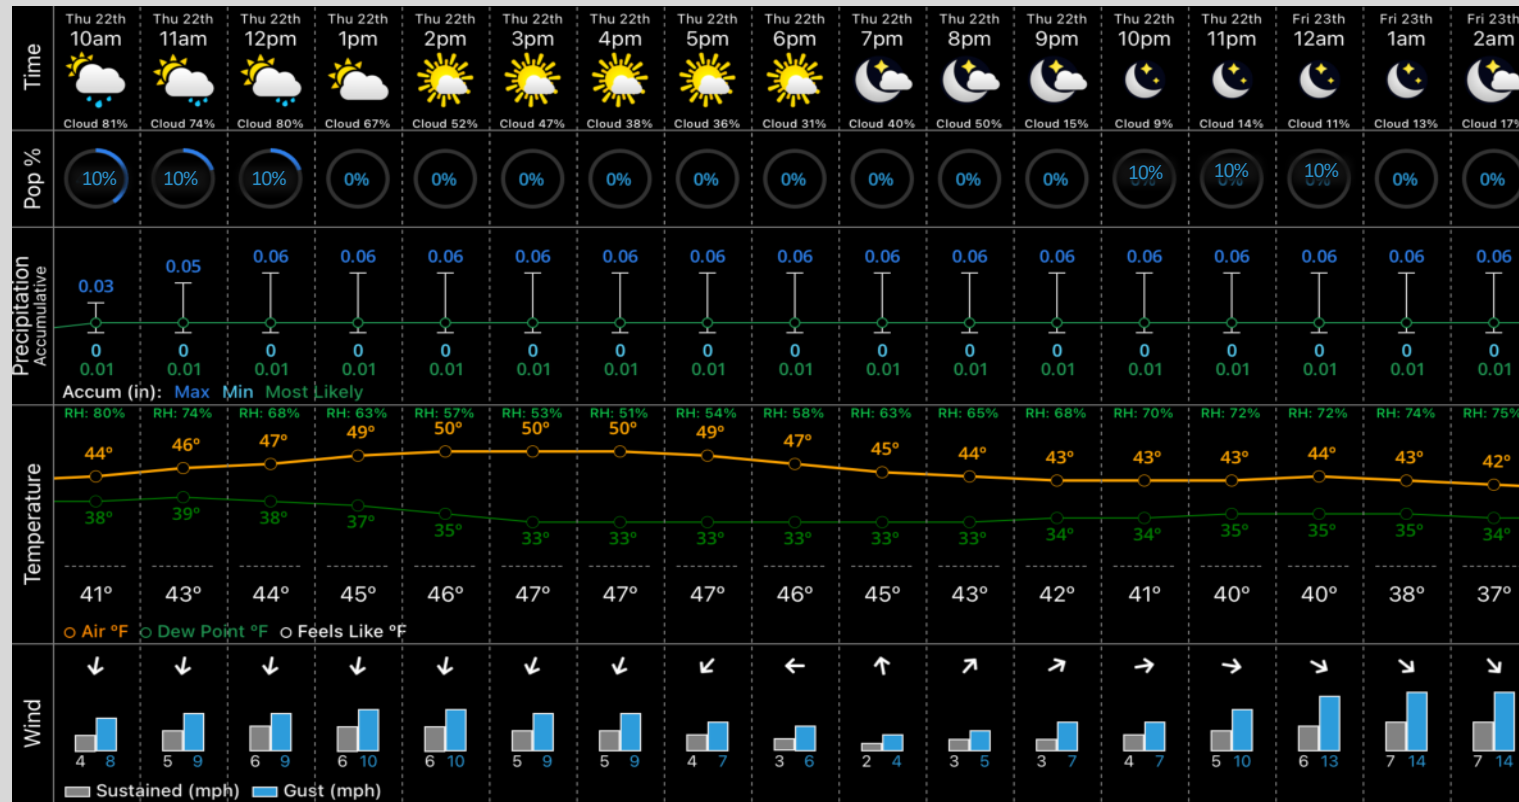 Time
Thu 22th Thu 22th Thu 22th Thu 22th Thu 22th Thu 22th Thu 22th Thu 22th Thu 22th Thu 22th Thu 22th Thu 22th Thu 22th Thu 22th Fri 23th Fri 23th Fri 23th
10am 11am 12pm 1pm 2pm 3pm 4pm 5pm 6pm 7pm 8pm 9pm 10pm 11pm 12am 1am 2am
Cloud 81% Cloud 74% Cloud 80% Cloud 67% Cloud 52% Cloud 47% Cloud 38% Cloud 36% Cloud 31% Cloud 40% Cloud 50% Cloud 15% Cloud 9% Cloud 14% Cloud 11% Cloud 13% Cloud 17%
Pop %
10% 10% 10% 0% 0% 0% 0% 0% 0% 0% 0% 0% 10% 10% 10% 0% 0%
Precipitation
Accumulative
0.03 0.05 0.06 0.06 0.06 0.06 0.06 0.06 0.06 0.06 0.06 0.06 0.06 0.06 0.06 0.06 0.06
0 0 0 0 0 0 0 0 0 0 0 0 0 0 0 0 0
0.01 0.01 0.01 0.01 0.01 0.01 0.01 0.01 0.01 0.01 0.01 0.01 0.01 0.01 0.01 0.01 0.01
Accum (in): Max Min Most Likely
Temperature
RH: 80% RH: 74% RH: 68% RH: 63% RH: 57% RH: 53% RH: 51% RH: 54% RH: 58% RH: 63% RH: 65% RH: 68% RH: 70% RH: 72% RH: 72% RH: 74% RH: 75%
44° 46° 47° 49° 50° 50° 50° 49° 47° 45° 44° 43° 43° 43° 44° 43° 42°
38° 39° 38° 37° 35° 33° 33° 33° 33° 33° 33° 34° 34° 35° 35° 35° 34°
41° 43° 44° 45° 46° 47° 47° 47° 46° 45° 43° 42° 41° 40° 40° 38° 37°
Air °F Dew Point °F Feels Like °F
Wind
4 8 5 9 6 9 6 10 6 10 5 9 5 9 4 7 3 6 2 4 3 5 3 7 4 7 5 10 6 13 7 14 7 14
Sustained (mph) Gust (mph)